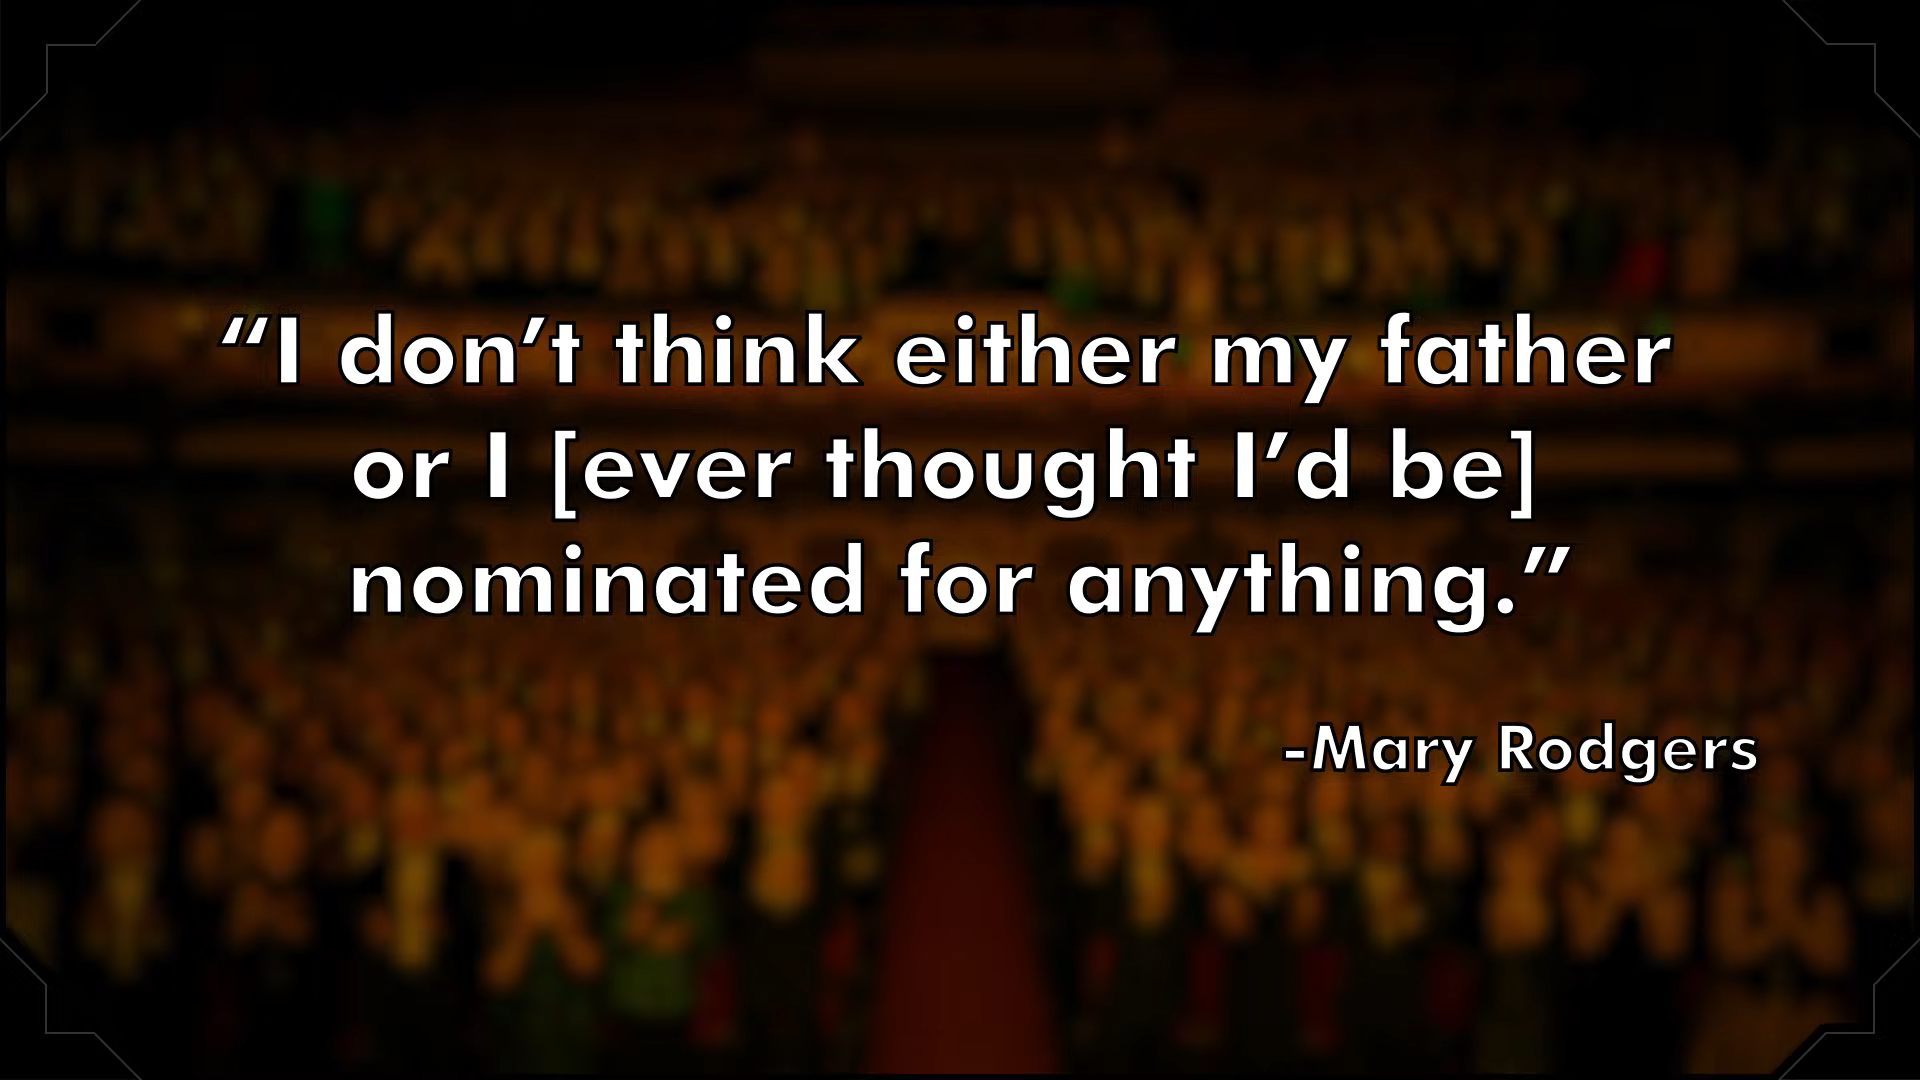 “I don’t think either my father
or I [ever thought I’d be]
nominated for anything.”
-Mary Rodgers